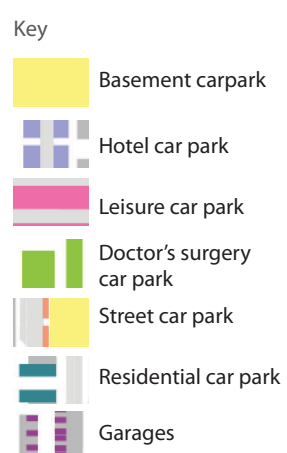 Key
Basement carpark
Hotel car park
Leisure car park
Doctor’s surgery
car park
Street car park
Residential car park
Garages